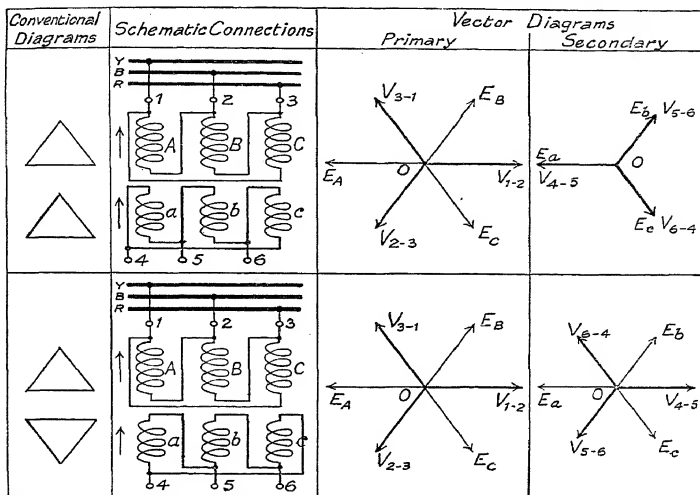 Conventional Diagrams
Schematic Connections
Vector Diagrams
Primary
Secondary
Y
B
R
1 2 3
A B C
a b c
4 5 6
V3-1
EB
EA
O
V1-2
V2-3
EC
Eb
V5-6
Ea
O
V4-5
Ec
V6-4
Y
B
R
1 2 3
A B C
a b c
4 5 6
V3-1
EB
EA
O
V1-2
V2-3
EC
V6-4
Eb
Ea
O
V4-5
V5-6
Ec